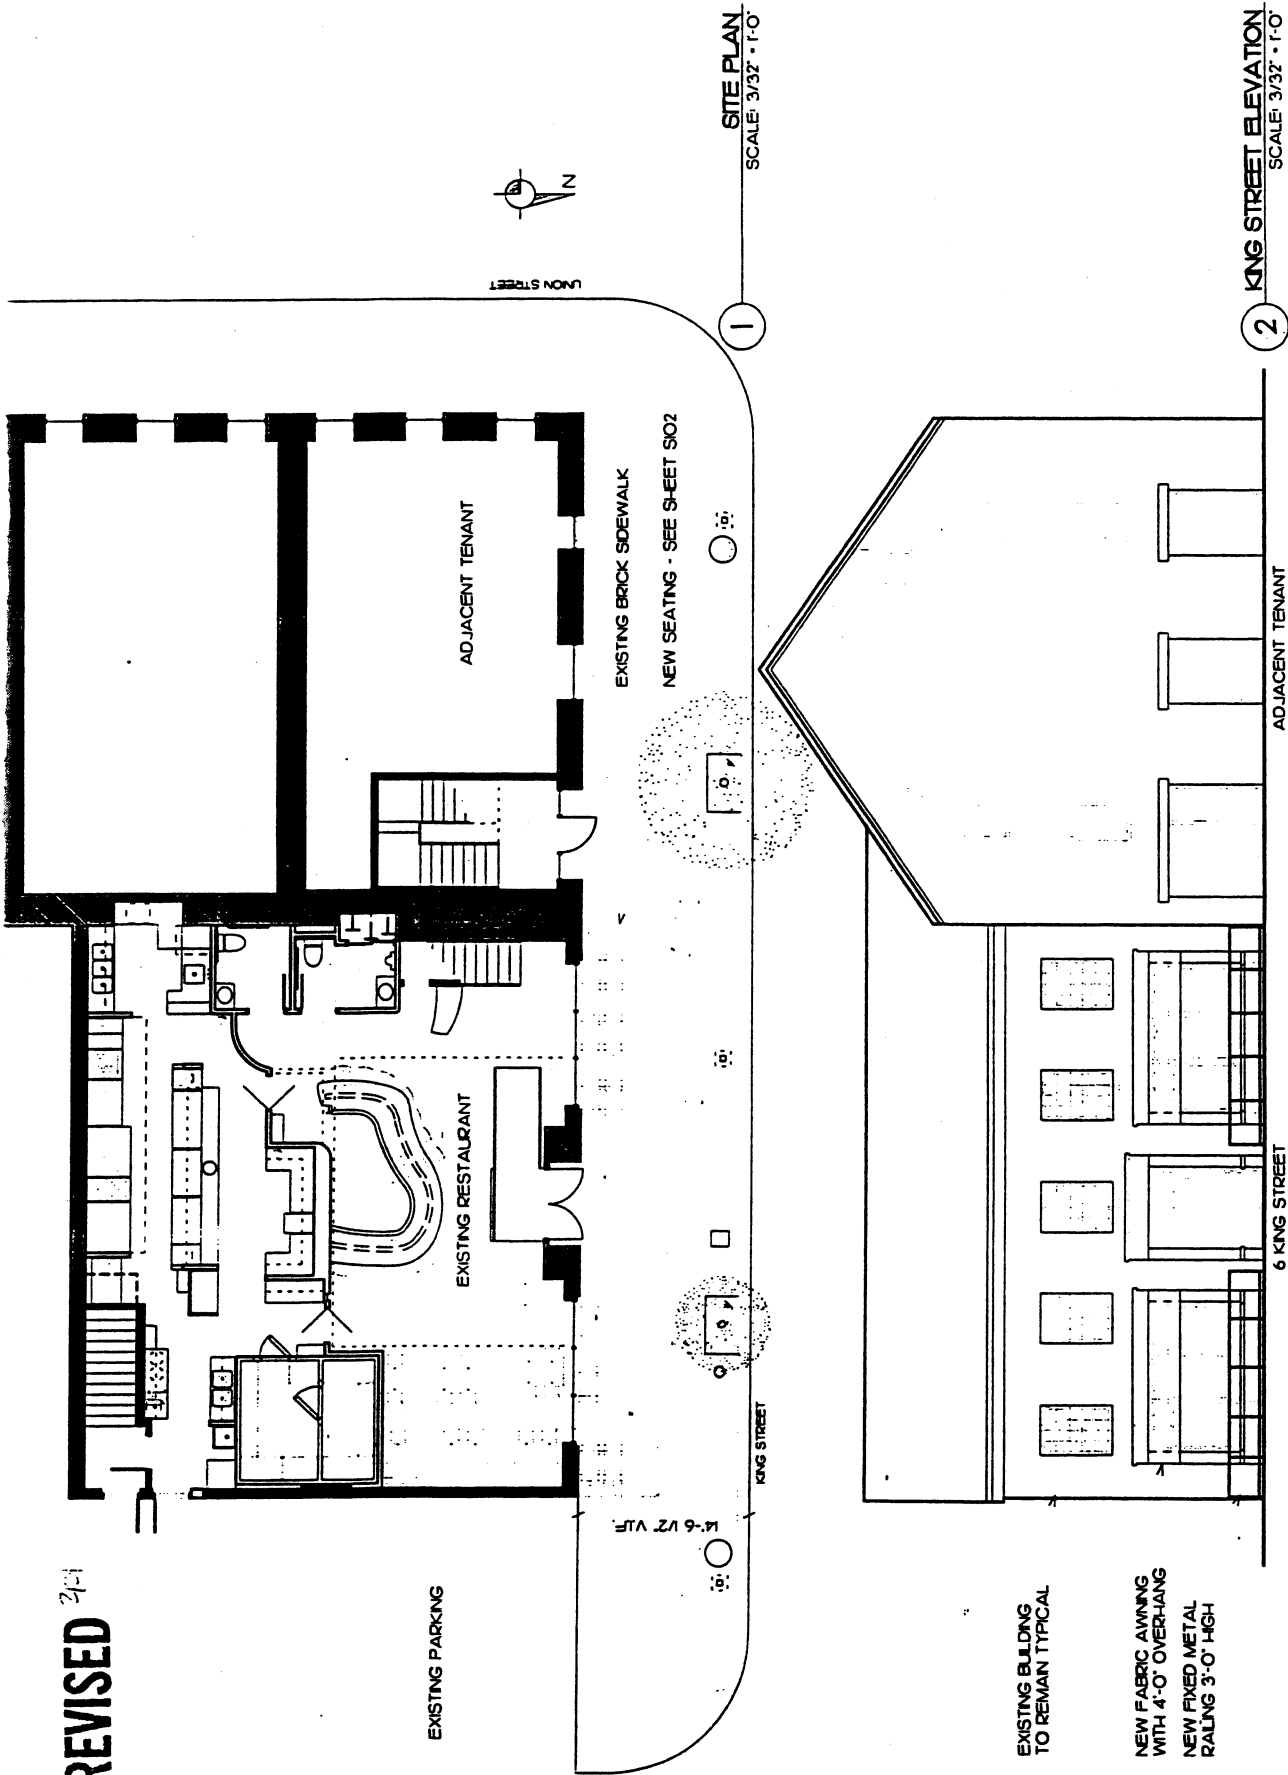 REVISED
EXISTING PARKING
EXISTING RESTAURANT
ADJACENT TENANT
EXISTING BRICK SIDEWALK
NEW SEATING - SEE SHEET S102
UNION STREET
N
KING STREET
14'-6 1/2" V.I.F.
1
SITE PLAN
SCALE: 3/32" = 1'-0"
EXISTING BUILDING
TO REMAIN TYPICAL
NEW FABRIC AWNING
WITH 4'-0" OVERHANG
NEW FIXED METAL
RAILING 3'-0" HIGH
6 KING STREET
ADJACENT TENANT
2
KING STREET ELEVATION
SCALE: 3/32" = 1'-0"